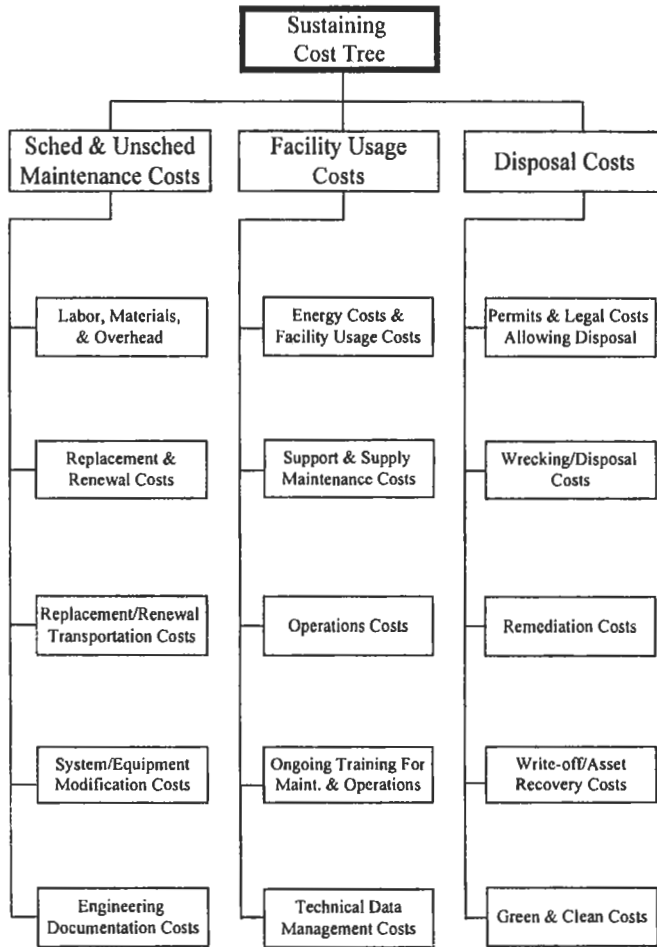 Sustaining
Cost Tree
Sched & Unsched
Maintenance Costs
Facility Usage
Costs
Disposal Costs
Labor, Materials,
& Overhead
Energy Costs &
Facility Usage Costs
Permits & Legal Costs
Allowing Disposal
Replacement &
Renewal Costs
Support & Supply
Maintenance Costs
Wrecking/Disposal
Costs
Replacement/Renewal
Transportation Costs
Operations Costs
Remediation Costs
System/Equipment
Modification Costs
Ongoing Training For
Maint. & Operations
Write-off/Asset
Recovery Costs
Engineering
Documentation Costs
Technical Data
Management Costs
Green & Clean Costs